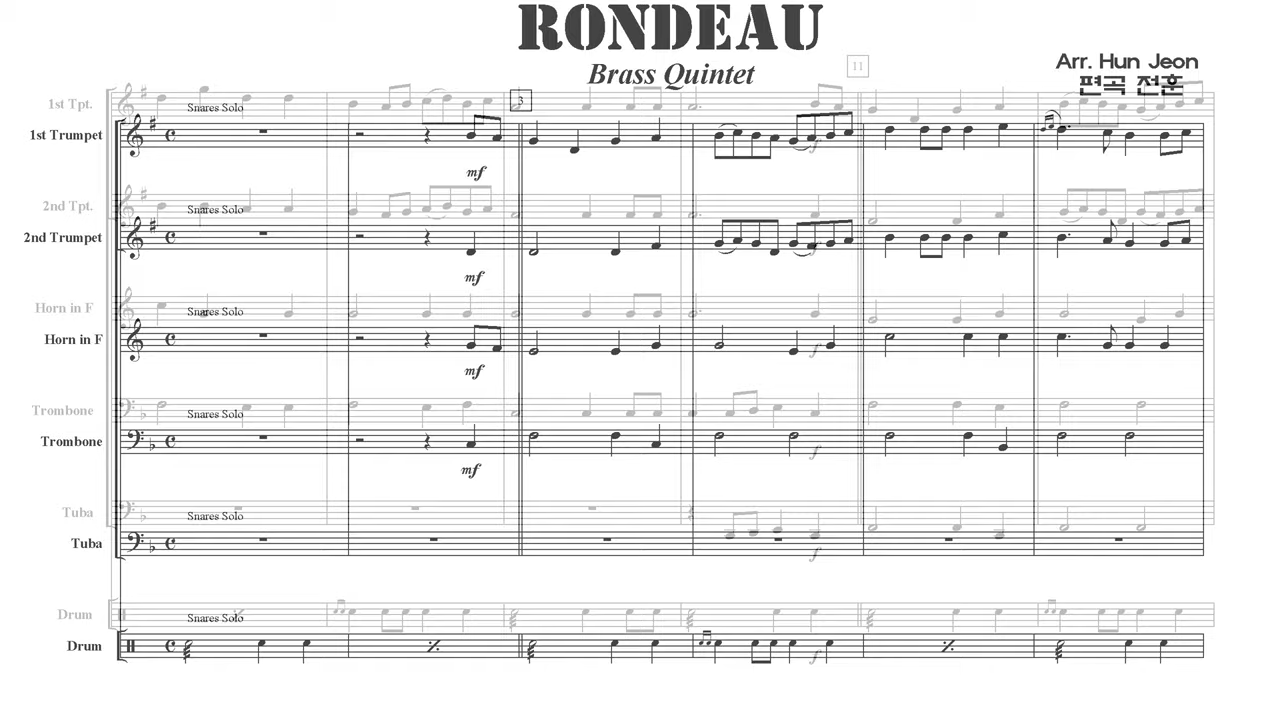 RONDEAU
Brass Quintet
11
Arr. Hun Jeon
편곡 전훈
1st Tpt.
Snares Solo
3
1st Trumpet
f
mf
2nd Tpt.
Snares Solo
2nd Trumpet
f
mf
Horn in F
Snares Solo
Horn in F
f
mf
Trombone
Snares Solo
Trombone
f
mf
Tuba
Snares Solo
Tuba
f
Drum
Snares Solo
Drum
f